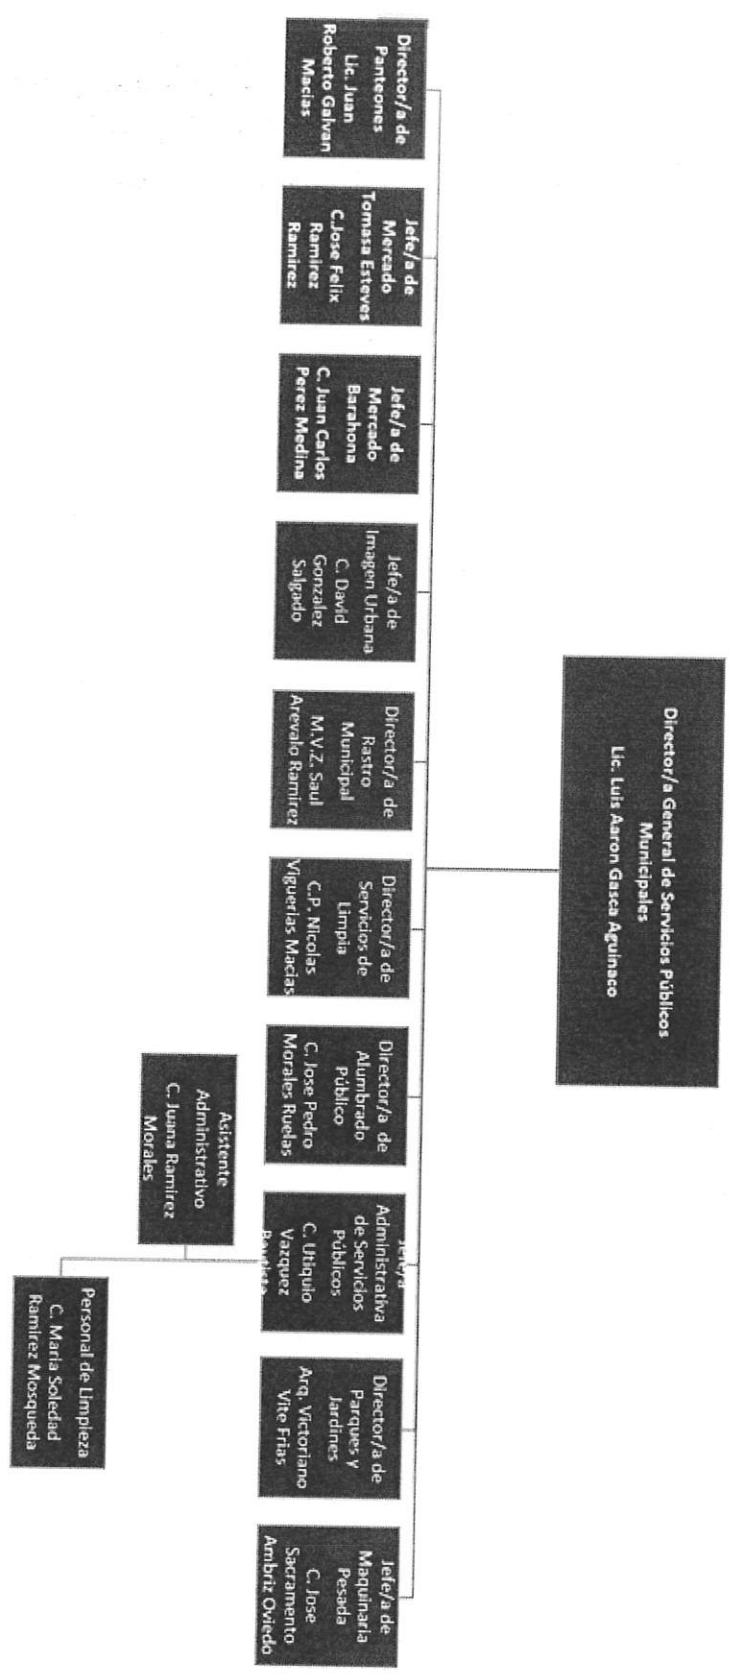 Director/a General de Servicios Públicos
Municipales
Lic. Luis Aaron Gasca Aguinaco
Director/a de
Panteones
Lic. Juan
Roberto Galvan
Macias
Jefe/a de
Mercado
Tomasa Esteves
C.Jose Felix
Ramirez
Ramirez
Jefe/a de
Mercado
Barahona
C. Juan Carlos
Perez Medina
Jefe/a de
Imagen Urbana
C. David
Gonzalez
Salgado
Director/a de
Rastro
Municipal
M.V.Z. Saul
Arevalo Ramirez
Director/a de
Servicios de
Limpia
C.P. Nicolas
Viguerias Macias
Director/a de
Alumbrado
Público
C. Jose Pedro
Morales Ruelas
Jefe/a
Administrativa
de Servicios
Públicos
C. Utiquio
Vazquez
Bautista
Director/a de
Parques y
Jardines
Arq. Victoriano
Vite Frias
Jefe/a de
Maquinaria
Pesada
C. Jose
Sacramento
Ambriz Oviedo
Asistente
Administrativo
C. Juana Ramirez
Morales
Personal de Limpieza
C. Maria Soledad
Ramirez Mosqueda